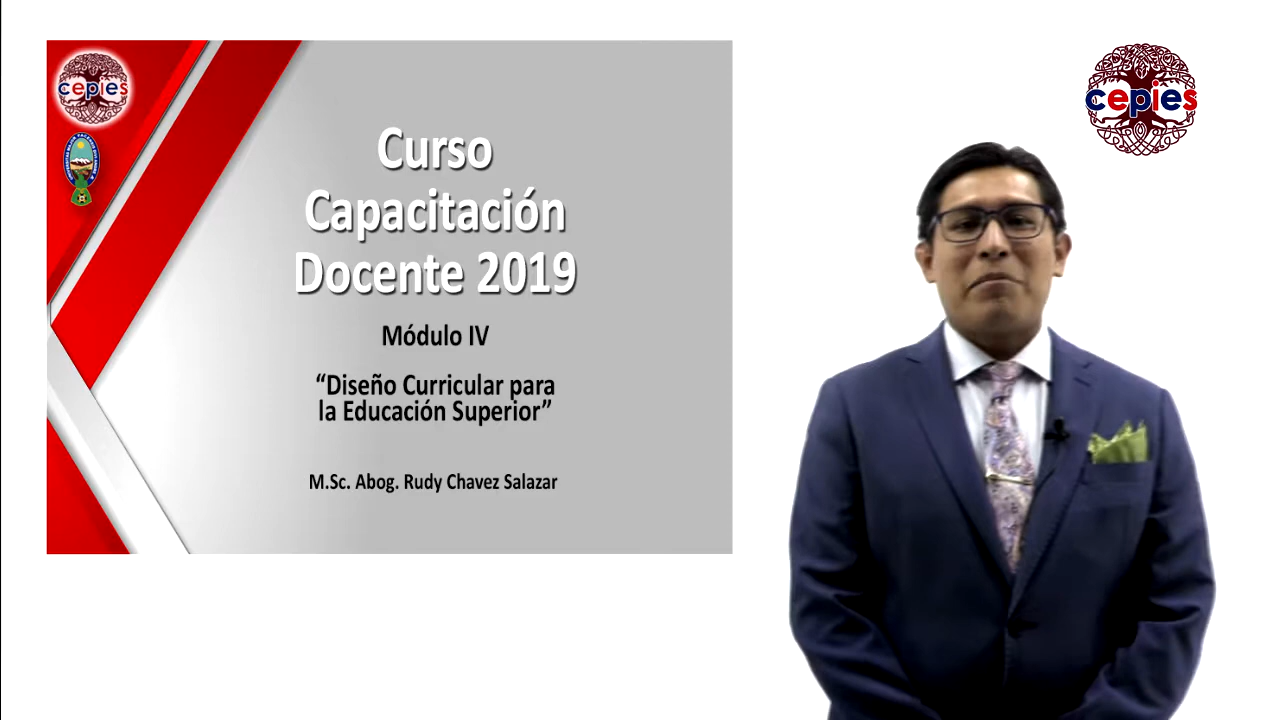 cepies
Curso
Capacitación
Docente 2019
Módulo IV
“Diseño Curricular para
la Educación Superior”
M.Sc. Abog. Rudy Chavez Salazar
cepies